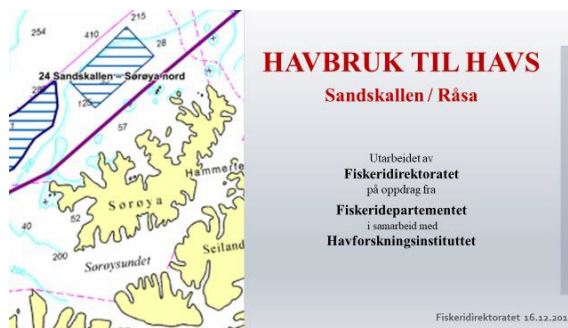 254
215
410
28
24 Sandskallen – Sørøya nord
125
57
Hammerfe
Sørøya
40
52
Seiland
200
Sørøysundet
HAVBRUK TIL HAVS
Sandskallen / Råsa
Utarbeidet av
Fiskeridirektoratet
på oppdrag fra
Fiskeridepartementet
i samarbeid med
Havforskningsinstituttet
Fiskeridirektoratet 16.12.201